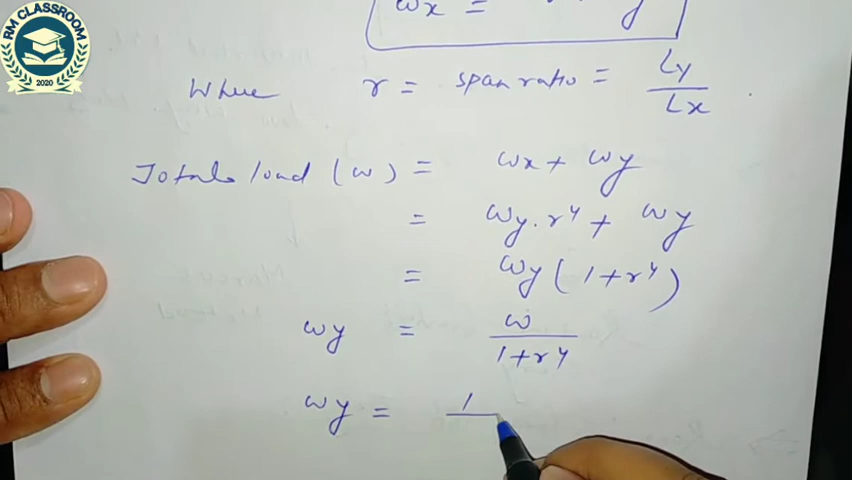 RM CLASSROOM
2020
wx = y
Where r = span ratio = Ly/Lx
Total load (w) = wx + wy
= wy.r⁴ + wy
= wy(1+r⁴)
wy = w/1+r⁴
wy = 1